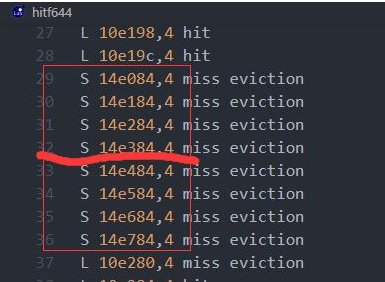 hitf644
27 L 10e198,4 hit
28 L 10e19c,4 hit
29 S 14e084,4 miss eviction
30 S 14e184,4 miss eviction
31 S 14e284,4 miss eviction
32 S 14e384,4 miss eviction
33 S 14e484,4 miss eviction
34 S 14e584,4 miss eviction
35 S 14e684,4 miss eviction
36 S 14e784,4 miss eviction
37 L 10e280,4 miss eviction